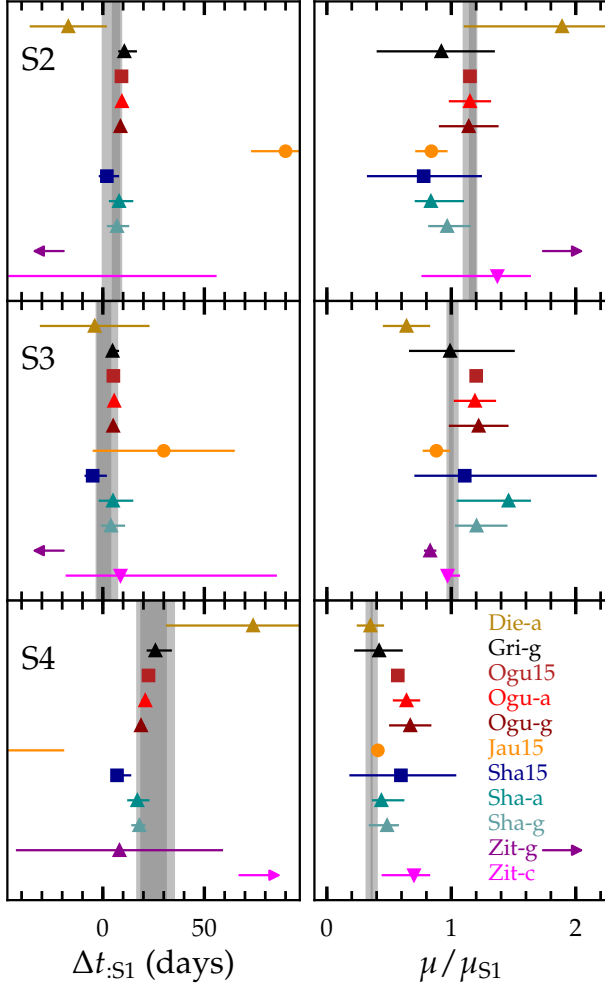 S2
S3
S4
Die-a
Gri-g
Ogu15
Ogu-a
Ogu-g
Jau15
Sha15
Sha-a
Sha-g
Zit-g
Zit-c
0 50
0 1 2
Δt:S1 (days)
μ/μS1